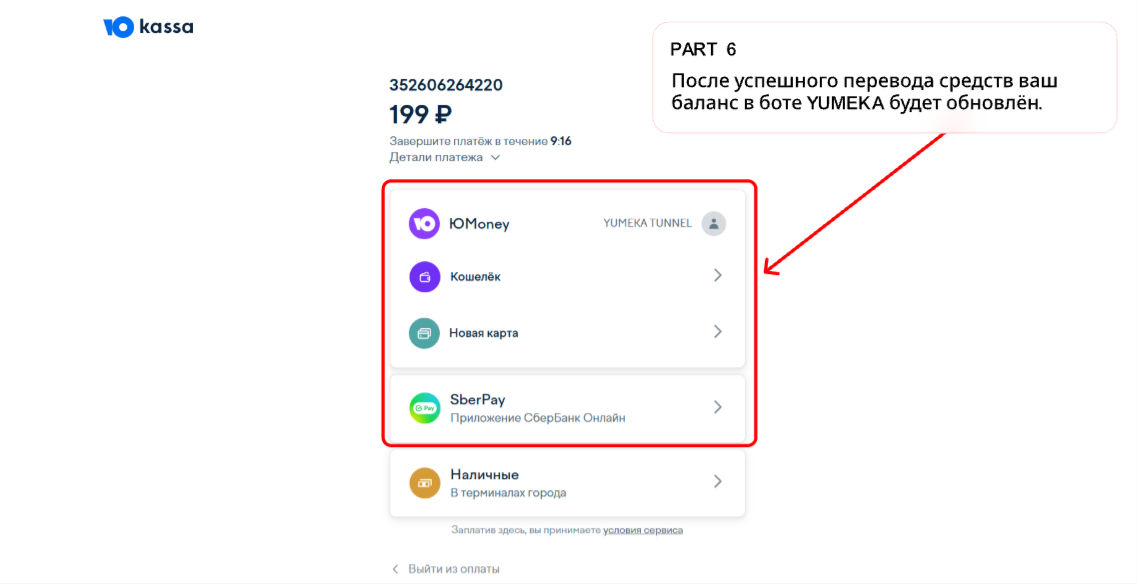 Ю kassa
PART 6
После успешного перевода средств ваш
баланс в боте YUMEKA будет обновлён.
352606264220
199 ₽
Завершите платёж в течение 9:16
Детали платежа
ЮMoney
YUMEKA TUNNEL
Кошелёк
Новая карта
Pay
SberPay
Приложение СберБанк Онлайн
Наличные
В терминалах города
Заплатив здесь, вы принимаете условия сервиса
Выйти из оплаты